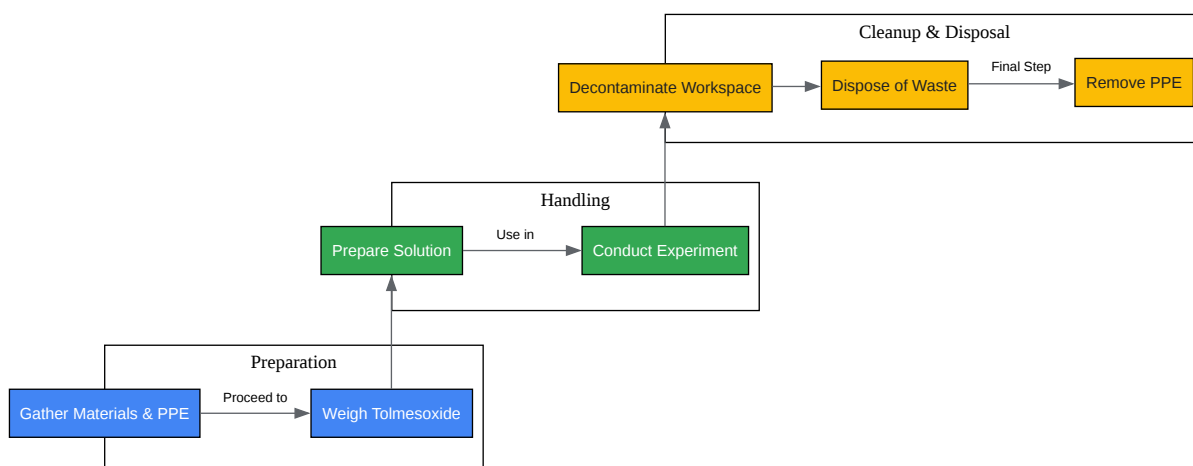 Cleanup & Disposal
Decontaminate Workspace
Dispose of Waste
Final Step
Remove PPE
Handling
Prepare Solution
Use in
Conduct Experiment
Preparation
Gather Materials & PPE
Proceed to
Weigh Tolmesoxide